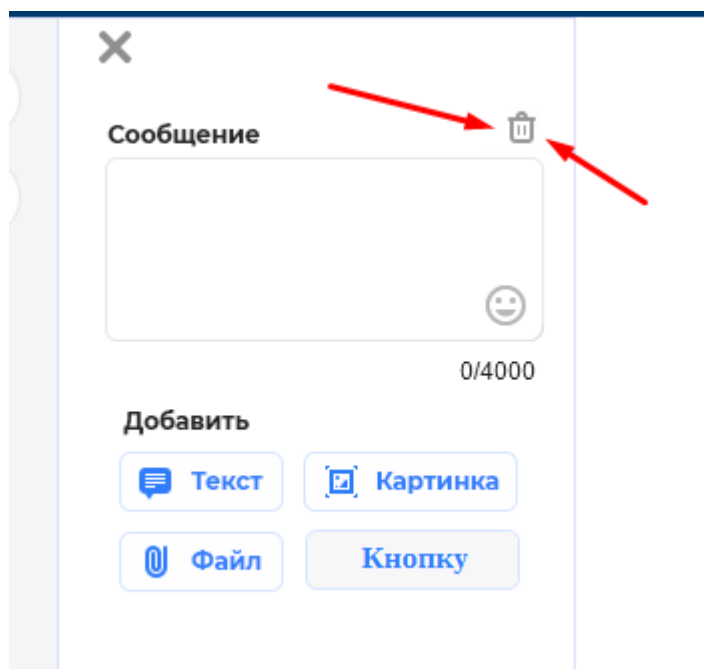 Сообщение
0/4000
Добавить
Текст
Картинка
Файл
Кнопку